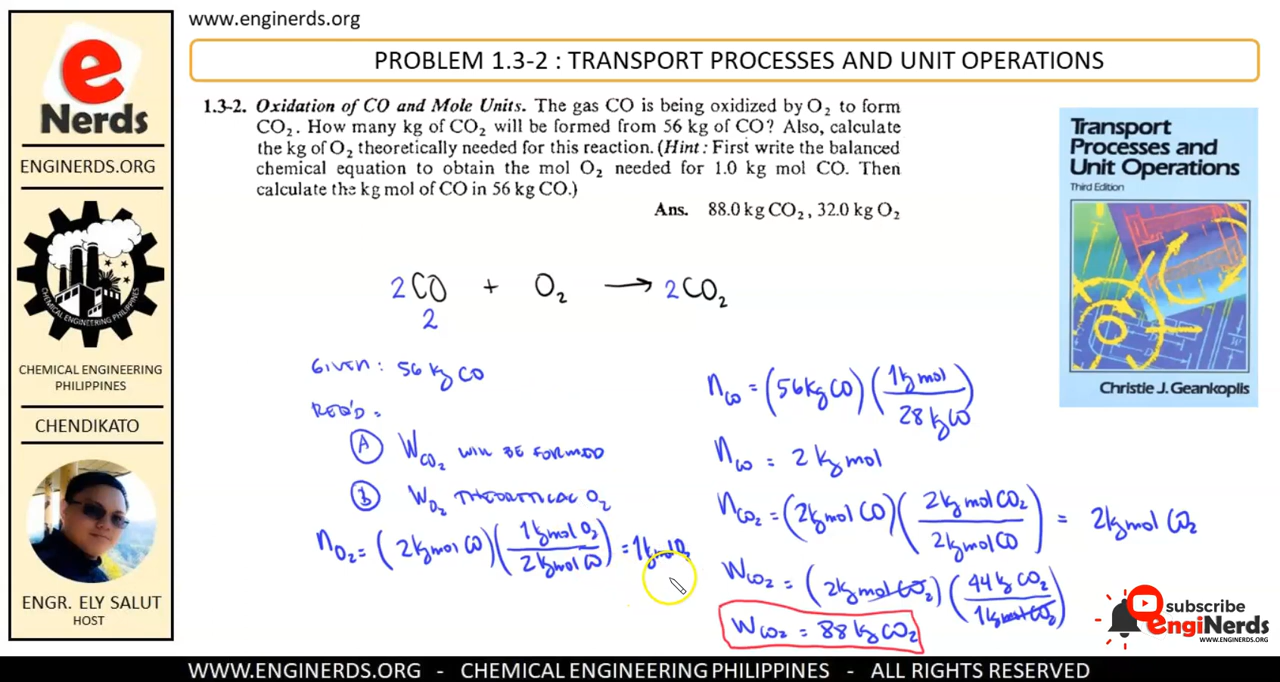 www.enginerds.org
e
Nerds
ENGINERDS.ORG
CHEMICAL ENGINEERING PHILIPPINES
CHEMICAL ENGINEERING
PHILIPPINES
CHENDIKATO
ENGR. ELY SALUT
HOST
PROBLEM 1.3-2 : TRANSPORT PROCESSES AND UNIT OPERATIONS
1.3-2. Oxidation of CO and Mole Units. The gas CO is being oxidized by O₂ to form
CO₂. How many kg of CO₂ will be formed from 56 kg of CO? Also, calculate
the kg of O₂ theoretically needed for this reaction. (Hint: First write the balanced
chemical equation to obtain the mol O₂ needed for 1.0 kg mol CO. Then
calculate the kg mol of CO in 56 kg CO.)
Ans. 88.0 kg CO₂, 32.0 kg O₂
Transport
Processes and
Unit Operations
Third Edition
Christie J. Geankoplis
2CO + O₂ → 2CO₂
2
GIVEN: 56 kg CO
REQ'D:
(A) W_CO₂ WILL BE FORMED
(B) W_O₂ THEORETICAL O₂
n_O₂ = (2 kgmol CO)(1 kgmol O₂ / 2 kgmol CO) = 1 kgmol O₂
n_CO = (56 kg CO)(1 kg mol / 28 kg CO)
n_CO = 2 kg mol
n_CO₂ = (2 kg mol CO)(2 kg mol CO₂ / 2 kg mol CO) = 2 kg mol CO₂
W_CO₂ = (2 kg mol CO₂)(44 kg CO₂ / 1 kg mol CO₂)
W_CO₂ = 88 kg CO₂
subscribe
EngiNerds
WWW.ENGINERDS.ORG
WWW.ENGINERDS.ORG - CHEMICAL ENGINEERING PHILIPPINES - ALL RIGHTS RESERVED